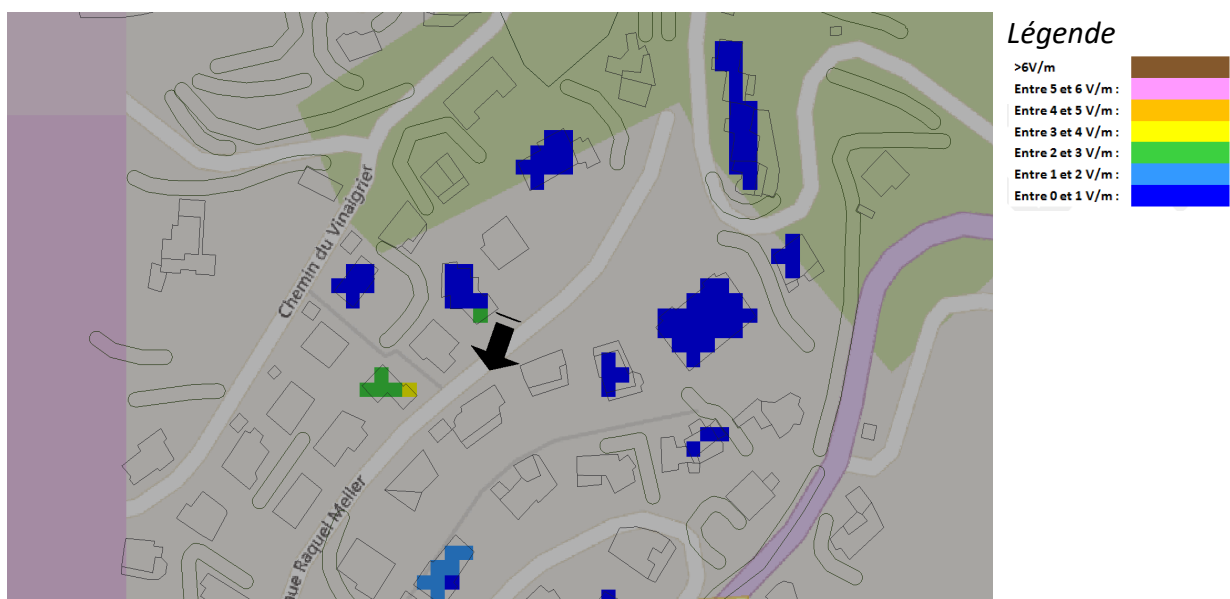 Légende
>6V/m
Entre 5 et 6 V/m :
Entre 4 et 5 V/m :
Entre 3 et 4 V/m :
Entre 2 et 3 V/m :
Entre 1 et 2 V/m :
Entre 0 et 1 V/m :
Chemin du Vinaigrier
nue Raquel Meller